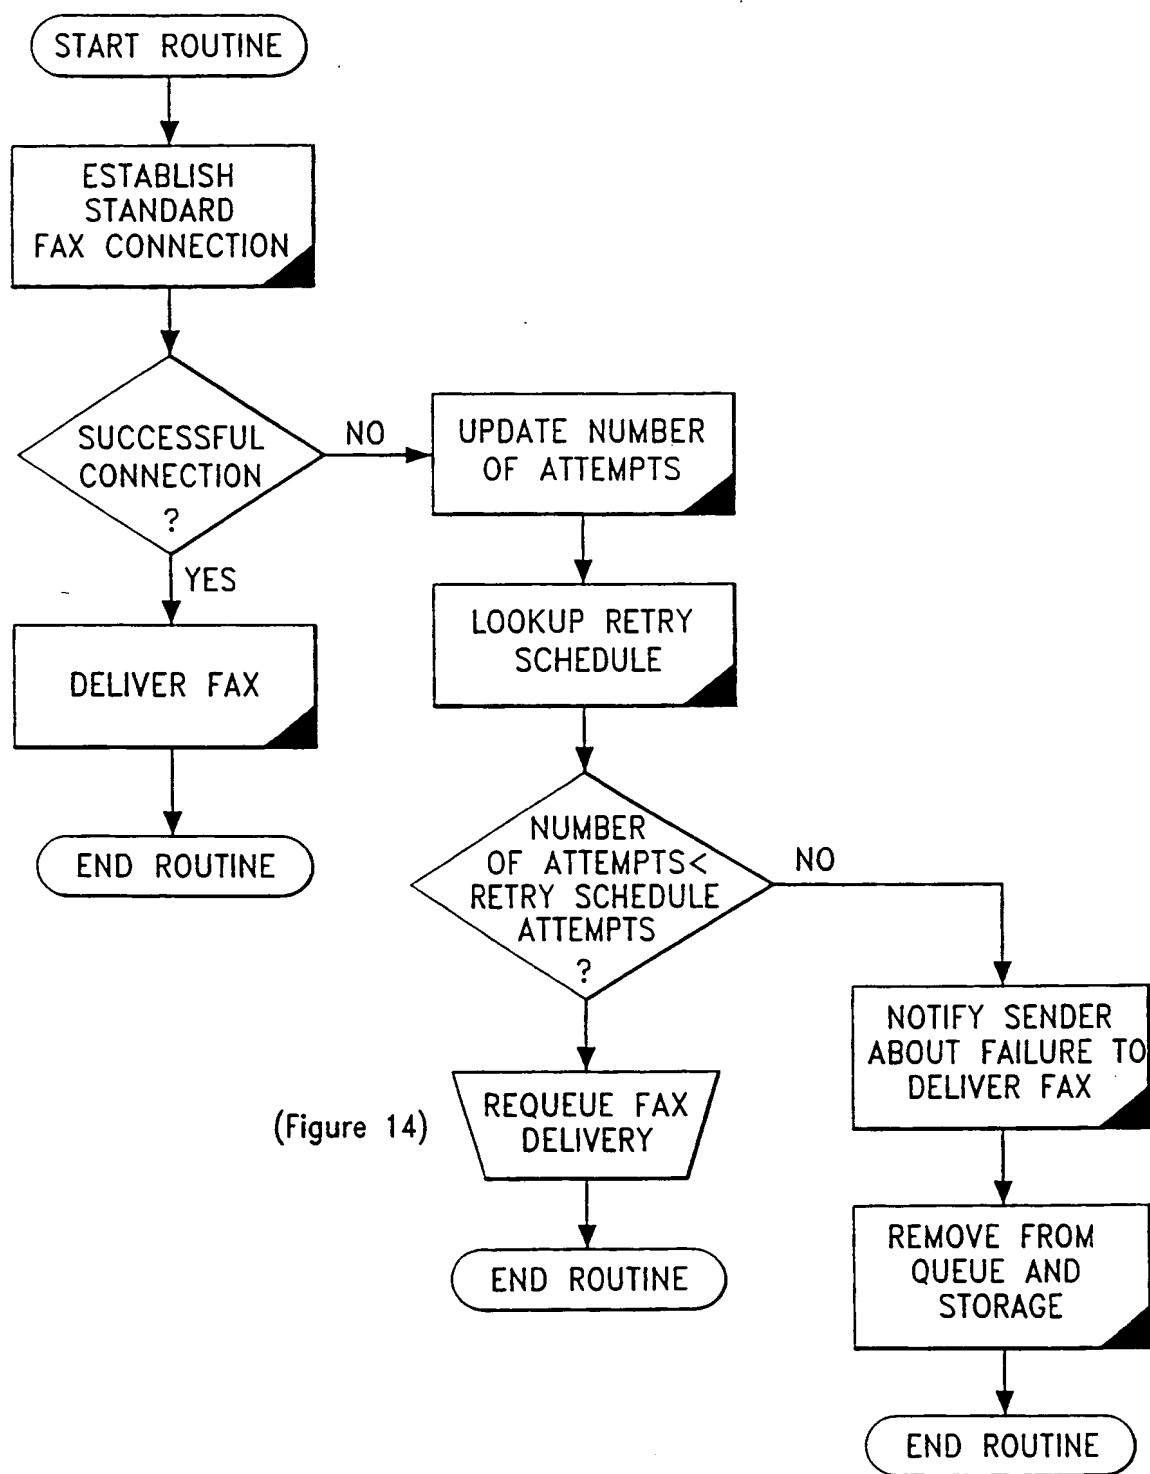 START ROUTINE
ESTABLISH
STANDARD
FAX CONNECTION
SUCCESSFUL
CONNECTION
?
NO
YES
UPDATE NUMBER
OF ATTEMPTS
LOOKUP RETRY
SCHEDULE
DELIVER FAX
END ROUTINE
NUMBER
OF ATTEMPTS<
RETRY SCHEDULE
ATTEMPTS
?
NO
NOTIFY SENDER
ABOUT FAILURE TO
DELIVER FAX
(Figure 14)
REQUEUE FAX
DELIVERY
END ROUTINE
REMOVE FROM
QUEUE AND
STORAGE
END ROUTINE